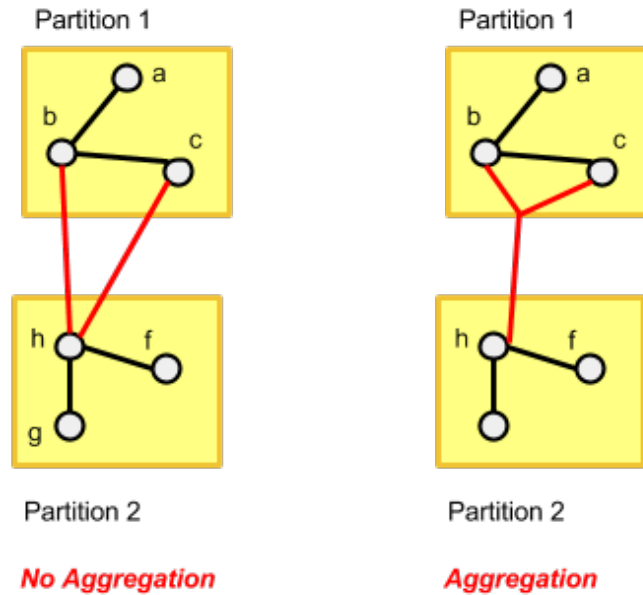 Partition 1
a
b
c
h
f
g
Partition 2
No Aggregation
Partition 1
a
b
c
h
f
Partition 2
Aggregation